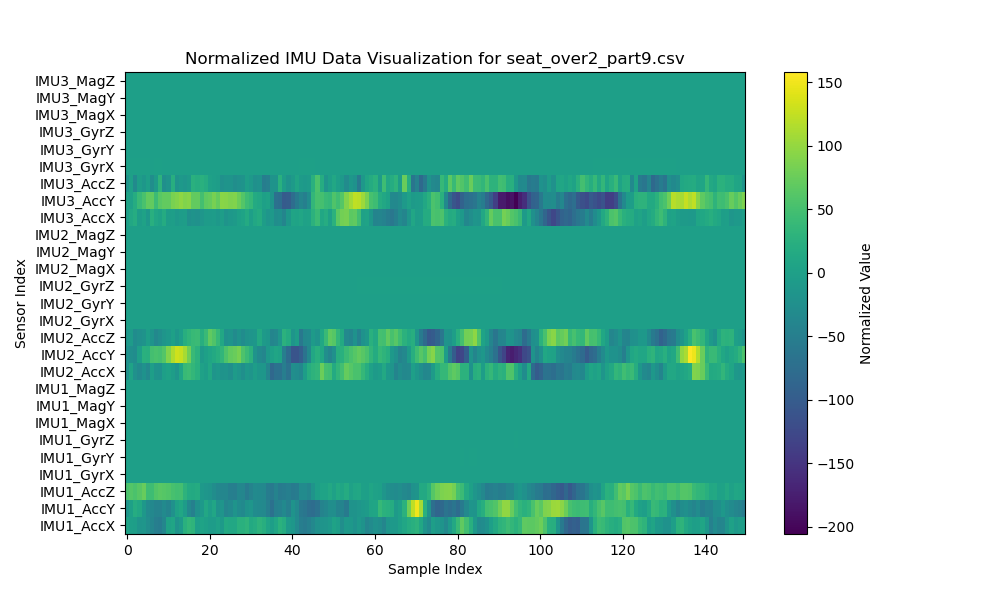 Normalized IMU Data Visualization for seat_over2_part9.csv
IMU3_MagZ
IMU3_MagY
IMU3_MagX
IMU3_GyrZ
IMU3_GyrY
IMU3_GyrX
IMU3_AccZ
IMU3_AccY
IMU3_AccX
IMU2_MagZ
IMU2_MagY
IMU2_MagX
IMU2_GyrZ
IMU2_GyrY
IMU2_GyrX
IMU2_AccZ
IMU2_AccY
IMU2_AccX
IMU1_MagZ
IMU1_MagY
IMU1_MagX
IMU1_GyrZ
IMU1_GyrY
IMU1_GyrX
IMU1_AccZ
IMU1_AccY
IMU1_AccX
Sensor Index
0 20 40 60 80 100 120 140
Sample Index
150
100
50
0
−50
−100
−150
−200
Normalized Value